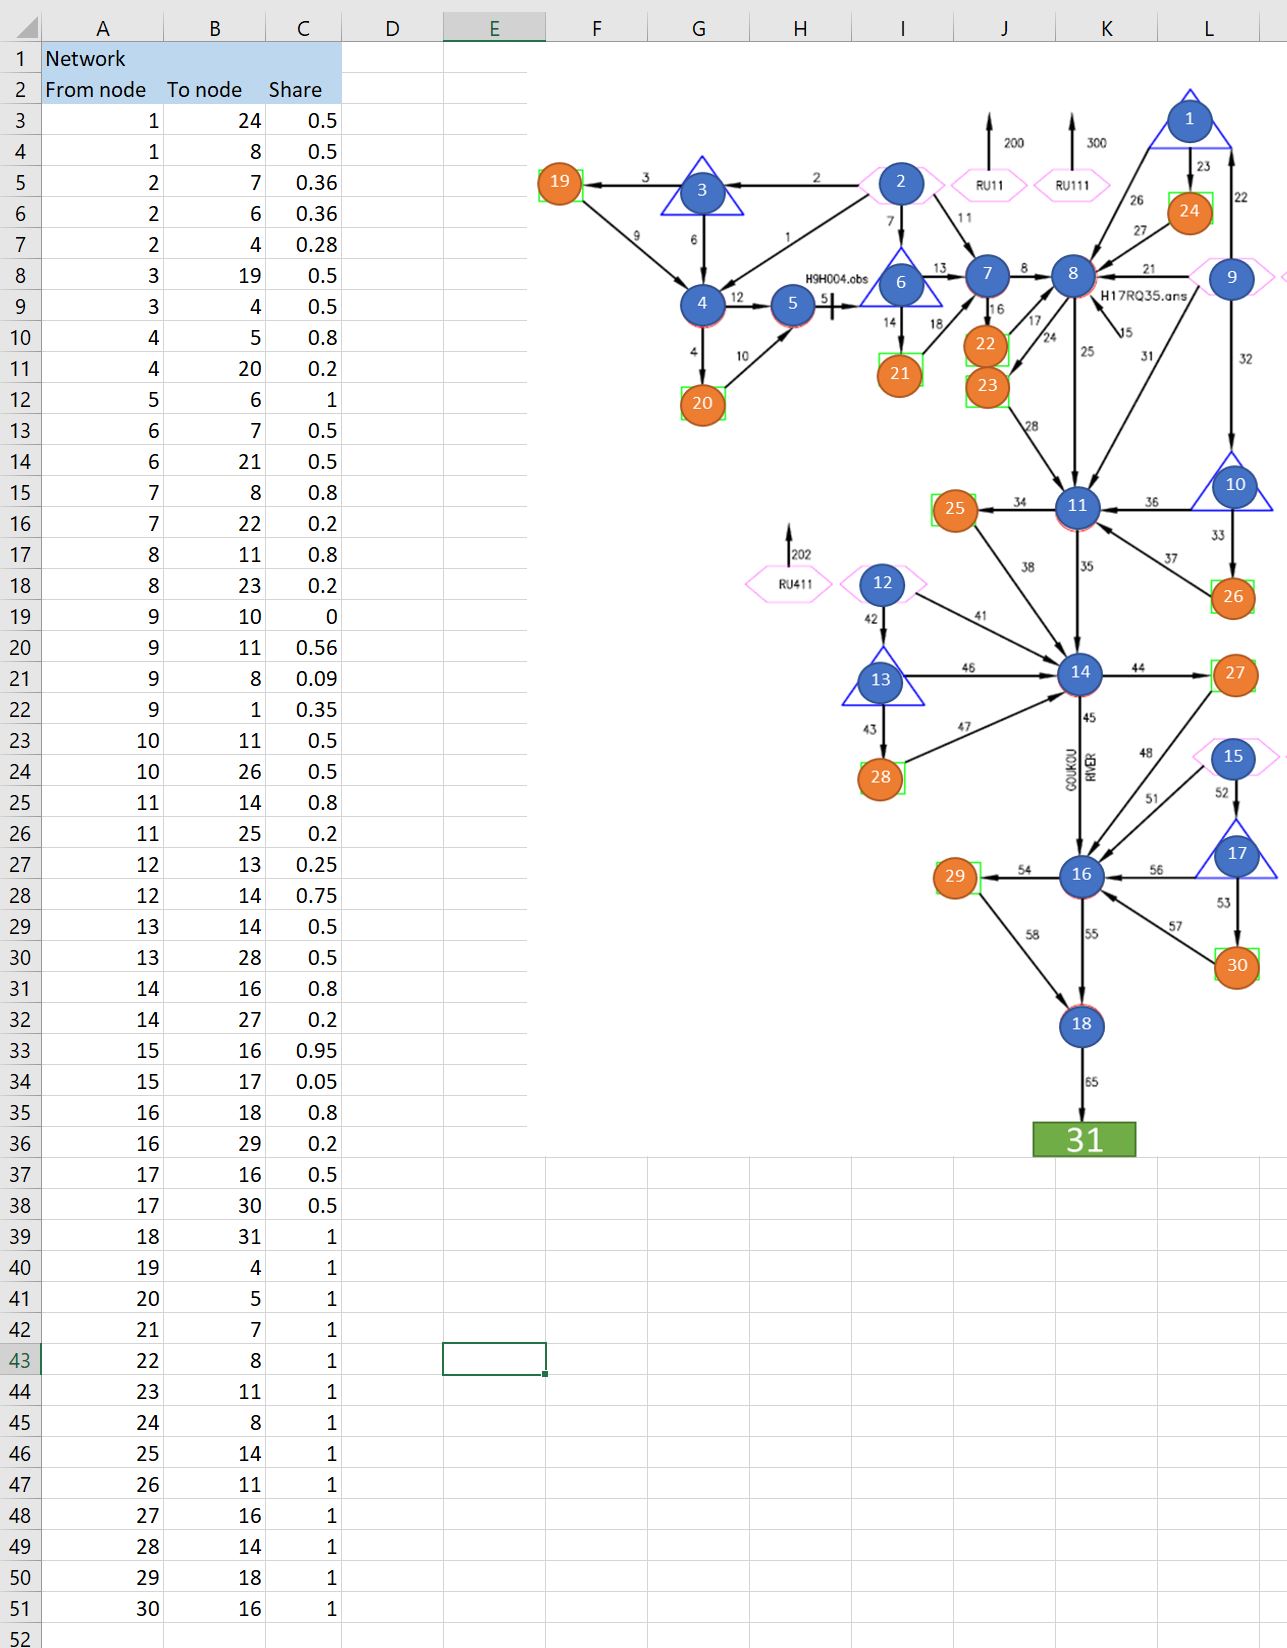 A B C D E F G H I J K L
1 Network
2 From node To node Share
3 1 24 0.5
4 1 8 0.5
5 2 7 0.36
6 2 6 0.36
7 2 4 0.28
8 3 19 0.5
9 3 4 0.5
10 4 5 0.8
11 4 20 0.2
12 5 6 1
13 6 7 0.5
14 6 21 0.5
15 7 8 0.8
16 7 22 0.2
17 8 11 0.8
18 8 23 0.2
19 9 10 0
20 9 11 0.56
21 9 8 0.09
22 9 1 0.35
23 10 11 0.5
24 10 26 0.5
25 11 14 0.8
26 11 25 0.2
27 12 13 0.25
28 12 14 0.75
29 13 14 0.5
30 13 28 0.5
31 14 16 0.8
32 14 27 0.2
33 15 16 0.95
34 15 17 0.05
35 16 18 0.8
36 16 29 0.2
37 17 16 0.5
38 17 30 0.5
39 18 31 1
40 19 4 1
41 20 5 1
42 21 7 1
43 22 8 1
44 23 11 1
45 24 8 1
46 25 14 1
47 26 11 1
48 27 16 1
49 28 14 1
50 29 18 1
51 30 16 1
52
1
200 300
23
19 3 3 2 2 RU11 RU111
26 24 22
9 6 1 7 11 27
H9H004.obs
4 12 5 5 6 13 7 8 8 21 9
H17RQ35.ans
14 18 16 17 24 15
4 10 22 25 31 32
20 21 23
28
10
25 34 11 36
33
202 38 35 37
RU411 12 26
42 41
13 46 14 44 27
43 47 45
28 GOUKOU RIVER 48 15
51 52
17
29 54 16 56
53
58 55 57 30
18
65
31